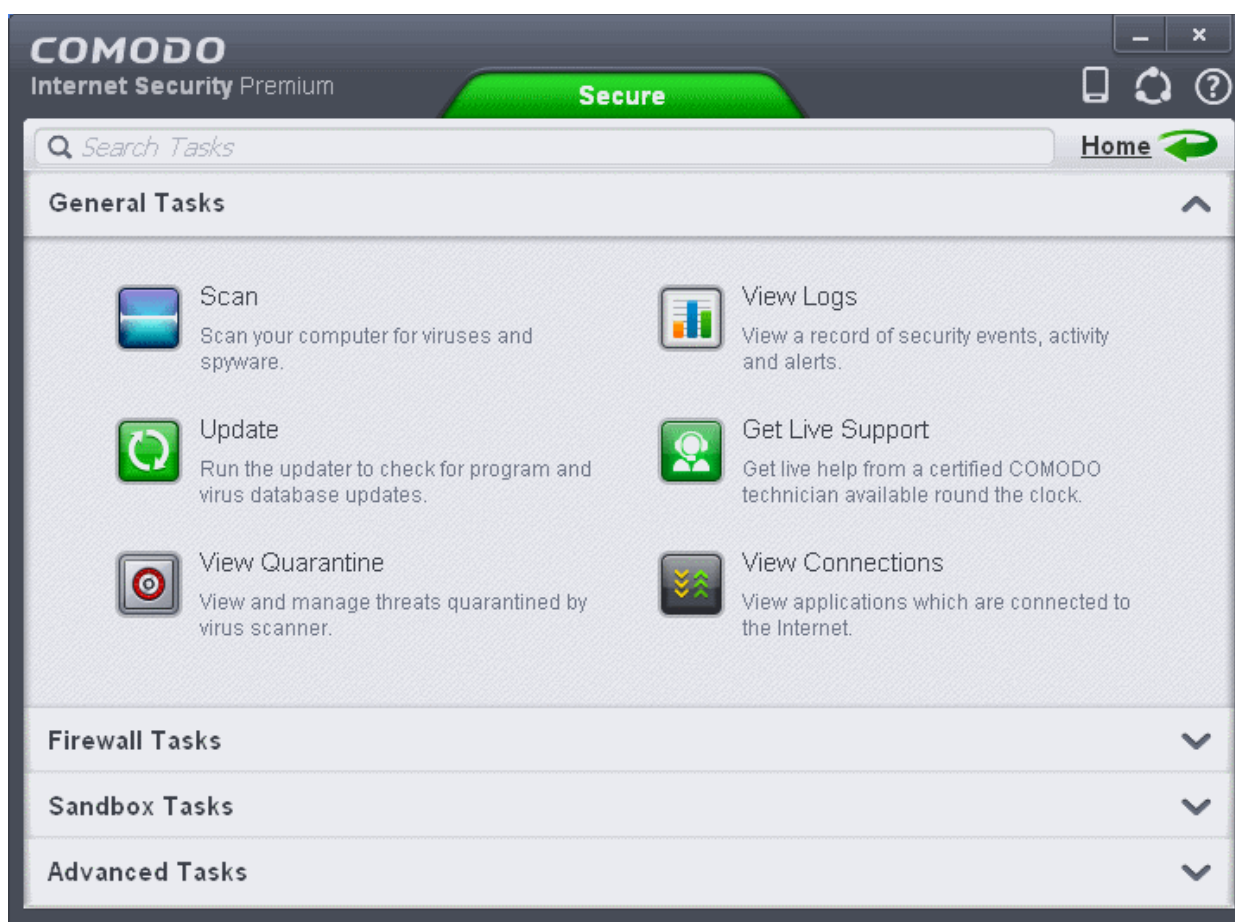 COMODO
Internet Security Premium
Secure
Search Tasks
Home
General Tasks
Scan
Scan your computer for viruses and
spyware.
View Logs
View a record of security events, activity
and alerts.
Update
Run the updater to check for program and
virus database updates.
Get Live Support
Get live help from a certified COMODO
technician available round the clock.
View Quarantine
View and manage threats quarantined by
virus scanner.
View Connections
View applications which are connected to
the Internet.
Firewall Tasks
Sandbox Tasks
Advanced Tasks